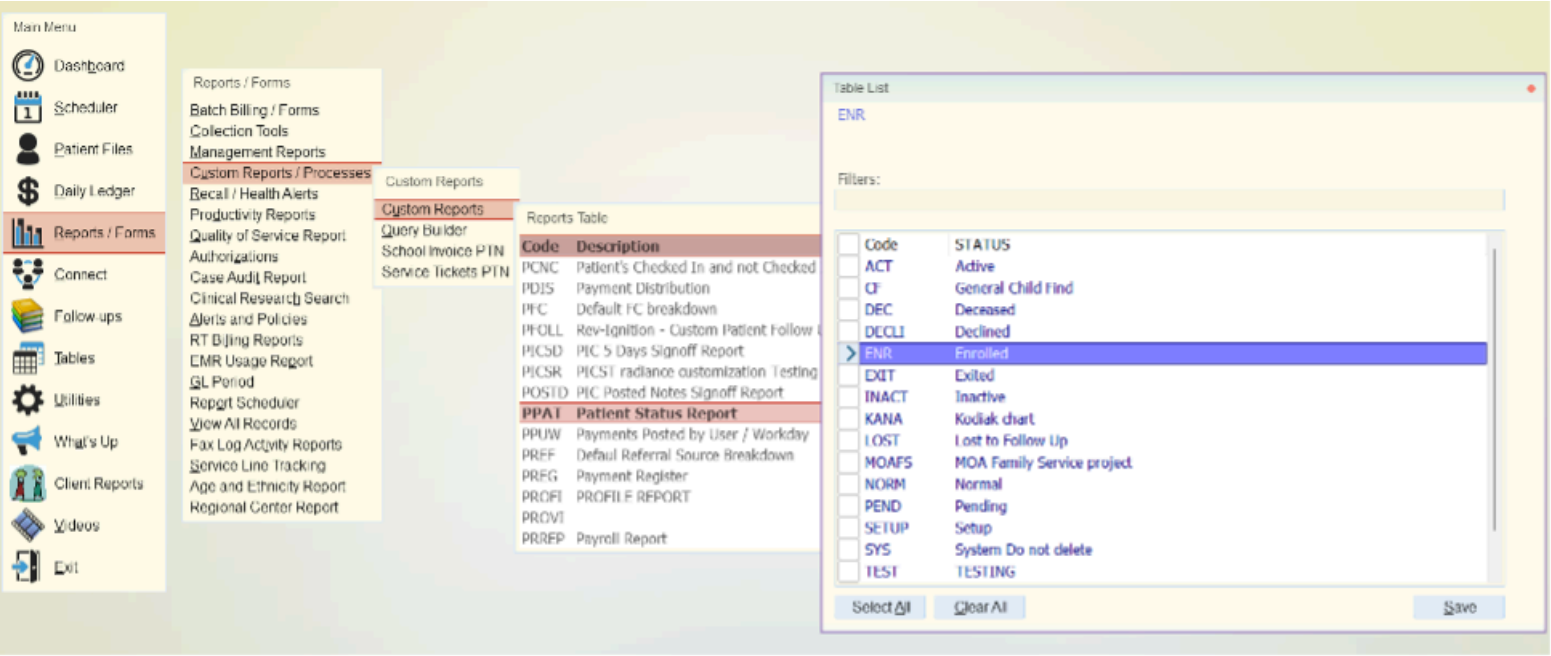 Main Menu
Dashboard
Scheduler
Patient Files
Daily Ledger
Reports / Forms
Connect
Follow-ups
Tables
Utilities
What's Up
Client Reports
Videos
Exit
Reports / Forms
Batch Billing / Forms
Collection Tools
Management Reports
Custom Reports / Processes
Recall / Health Alerts
Productivity Reports
Quality of Service Report
Authorizations
Case Audit Report
Clinical Research Search
Alerts and Policies
RT Billing Reports
EMR Usage Report
GL Period
Report Scheduler
View All Records
Fax Log Activity Reports
Service Line Tracking
Age and Ethnicity Report
Regional Center Report
Custom Reports
Custom Reports
Query Builder
School Invoice PTN
Service Tickets PTN
Reports Table
Code Description
PCNC Patient's Checked In and not Checked
PDIS Payment Distribution
PFC Default FC breakdown
PFOLL Rev-Ignition - Custom Patient Follow
PIC5D PIC 5 Days Signoff Report
PICSR PICST radiance customization Testing
POSTD PIC Posted Notes Signoff Report
PPAT Patient Status Report
PPUW Payments Posted by User / Workday
PREF Defaul Referral Source Breakdown
PREG Payment Register
PROFI PROFILE REPORT
PROVI
PRREP Payroll Report
Table List
ENR
Filters:
Code STATUS
ACT Active
CF General Child Find
DEC Deceased
DECLI Declined
ENR Enrolled
EXIT Exited
INACT Inactive
KANA Kodiak chart
LOST Lost to Follow Up
MOAFS MOA Family Service project
NORM Normal
PEND Pending
SETUP Setup
SYS System Do not delete
TEST TESTING
Select All Clear All Save